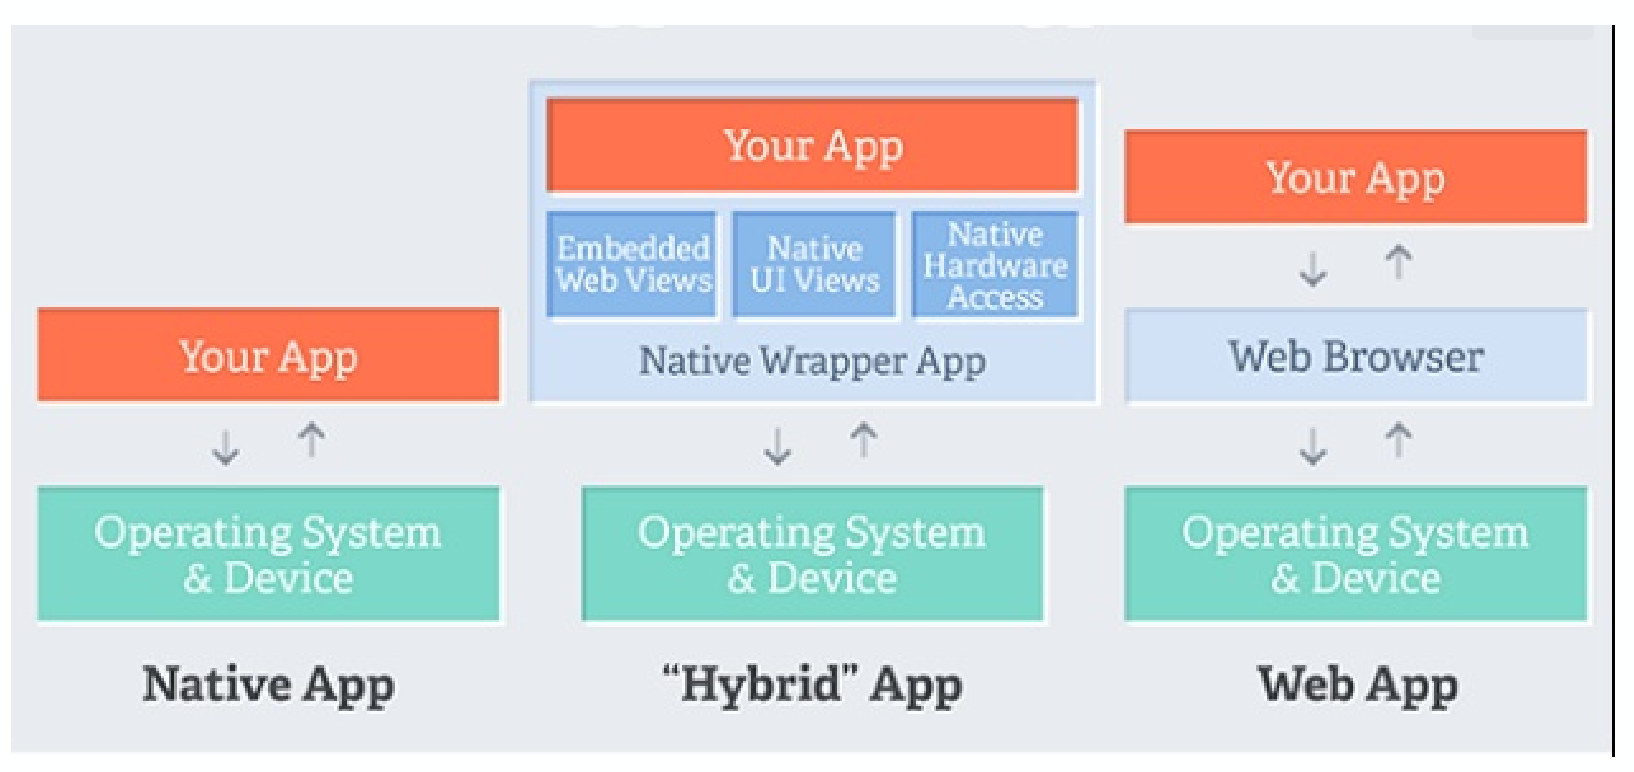 Your App
Operating System
& Device
Native App
Your App
Embedded
Web Views
Native
UI Views
Native
Hardware
Access
Native Wrapper App
Operating System
& Device
“Hybrid” App
Your App
Web Browser
Operating System
& Device
Web App